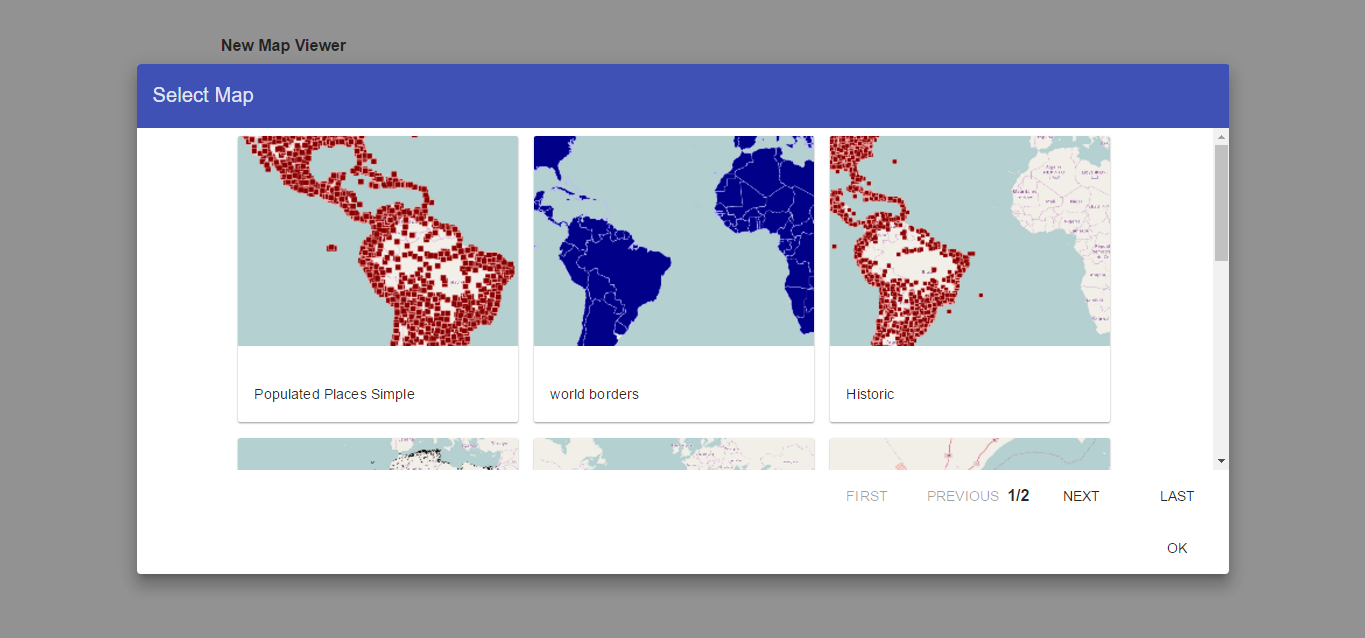 New Map Viewer
Select Map
Populated Places Simple
world borders
Historic
FIRST PREVIOUS 1/2 NEXT LAST
OK